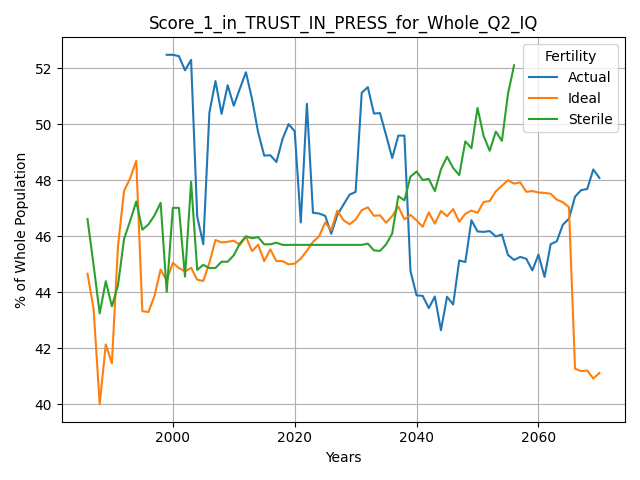 Score_1_in_TRUST_IN_PRESS_for_Whole_Q2_IQ
Fertility
Actual
Ideal
Sterile
% of Whole Population
52
50
48
46
44
42
40
2000
2020
2040
2060
Years